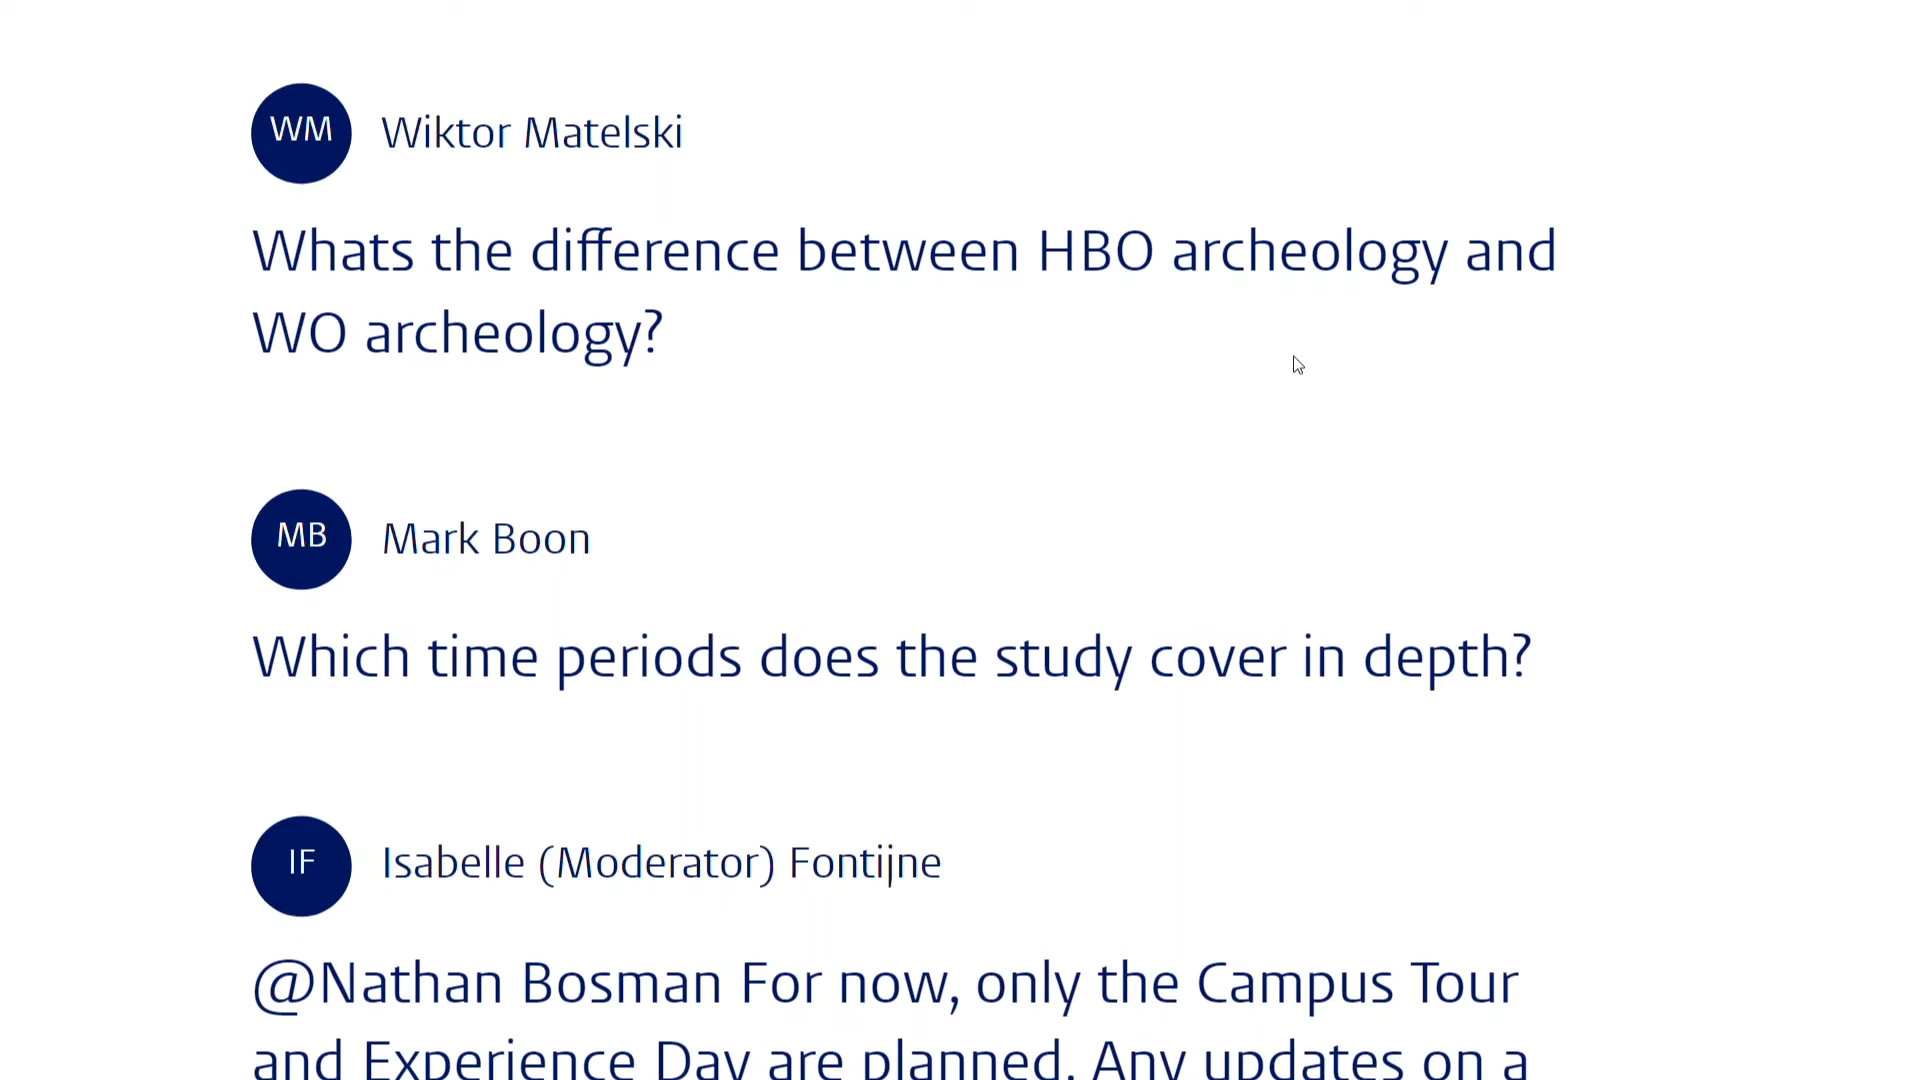 WM Wiktor Matelski
Whats the difference between HBO archeology and
WO archeology?
MB Mark Boon
Which time periods does the study cover in depth?
IF Isabelle (Moderator) Fontijne
@Nathan Bosman For now, only the Campus Tour
and Experience Day are planned. Any updates on a